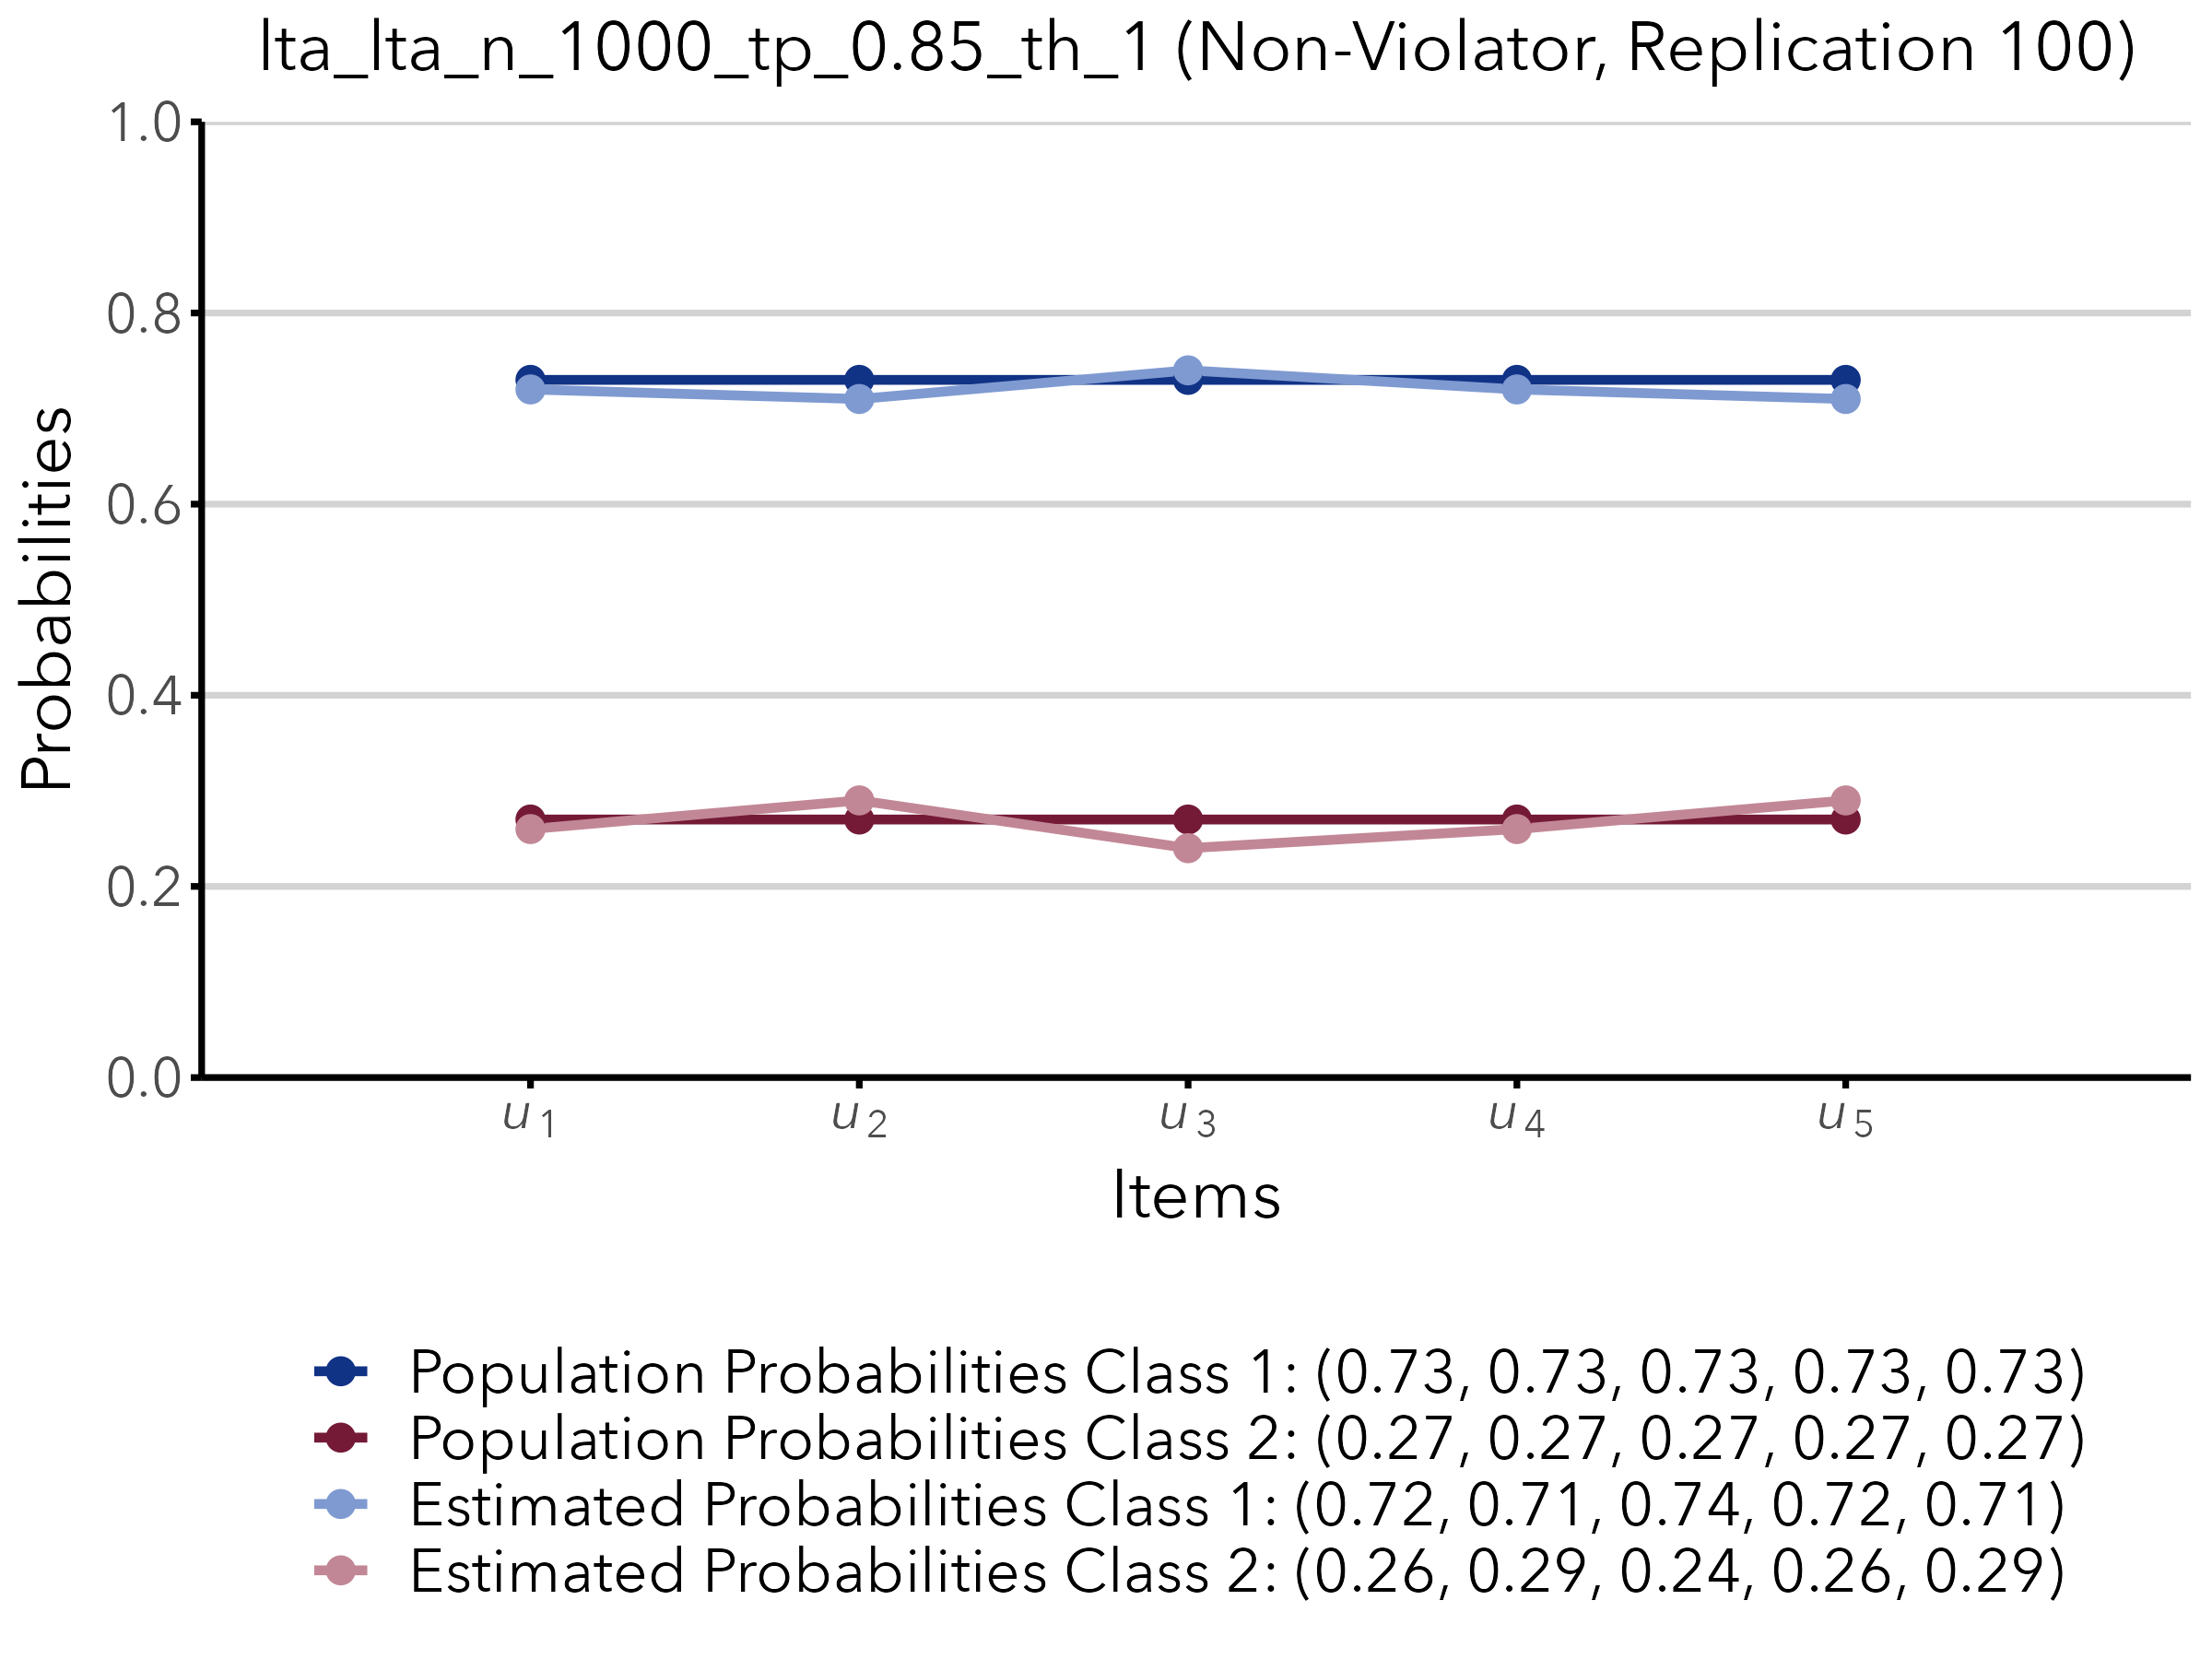 lta_lta_n_1000_tp_0.85_th_1 (Non-Violator, Replication 100)
1.0
0.8
0.6
0.4
0.2
0.0
Probabilities
u1 u2 u3 u4 u5
Items
Population Probabilities Class 1: (0.73, 0.73, 0.73, 0.73, 0.73)
Population Probabilities Class 2: (0.27, 0.27, 0.27, 0.27, 0.27)
Estimated Probabilities Class 1: (0.72, 0.71, 0.74, 0.72, 0.71)
Estimated Probabilities Class 2: (0.26, 0.29, 0.24, 0.26, 0.29)